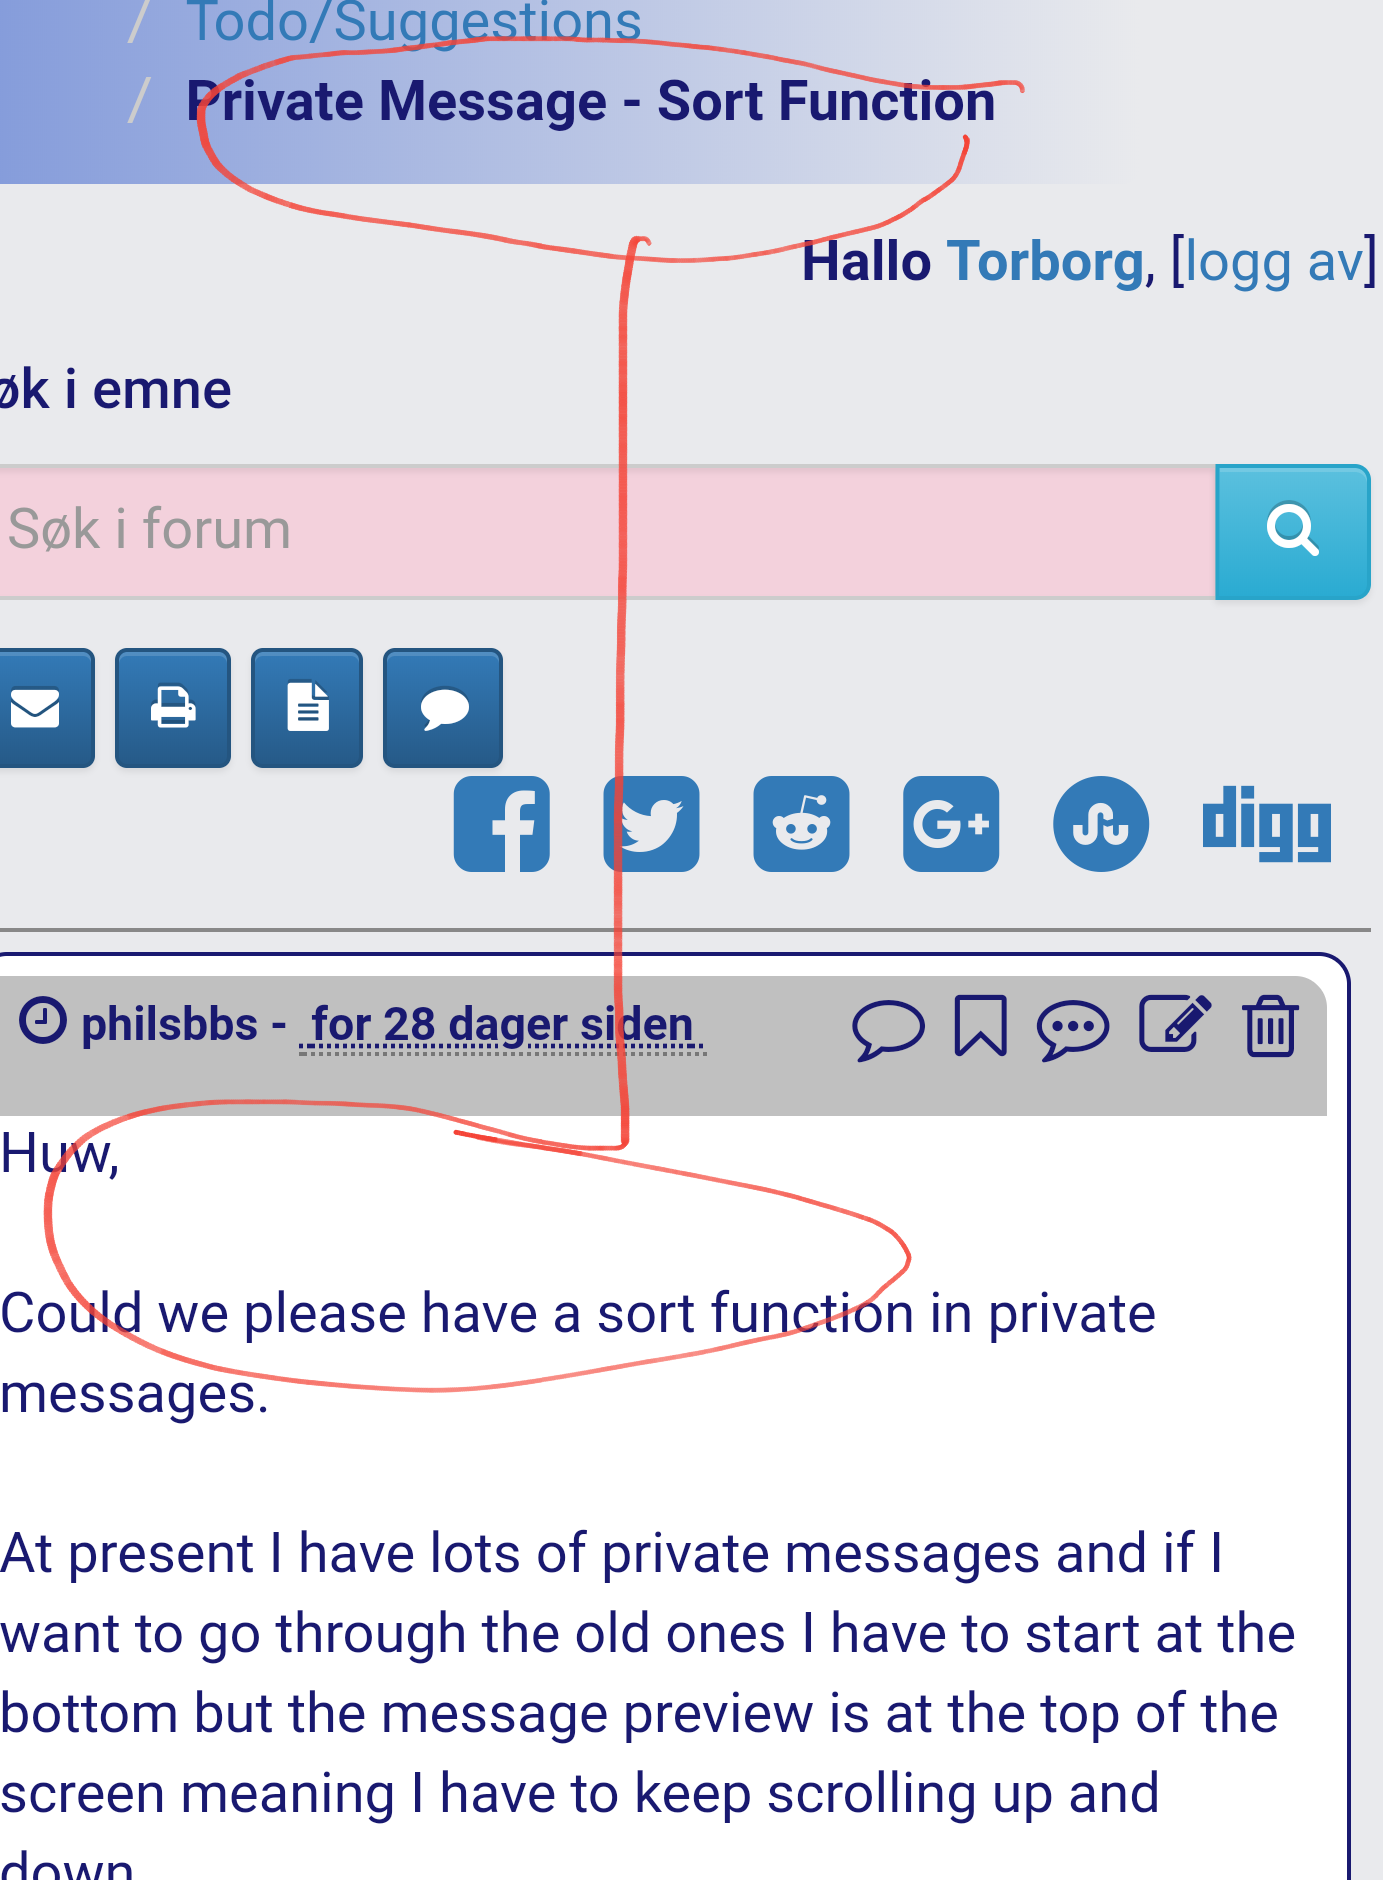 / Todo/Suggestions
/ Private Message - Sort Function
Hallo Torborg, [logg av]
øk i emne
Søk i forum
G+ digg
philsbbs - for 28 dager siden
Huw,
Could we please have a sort function in private
messages.
At present I have lots of private messages and if I
want to go through the old ones I have to start at the
bottom but the message preview is at the top of the
screen meaning I have to keep scrolling up and
down